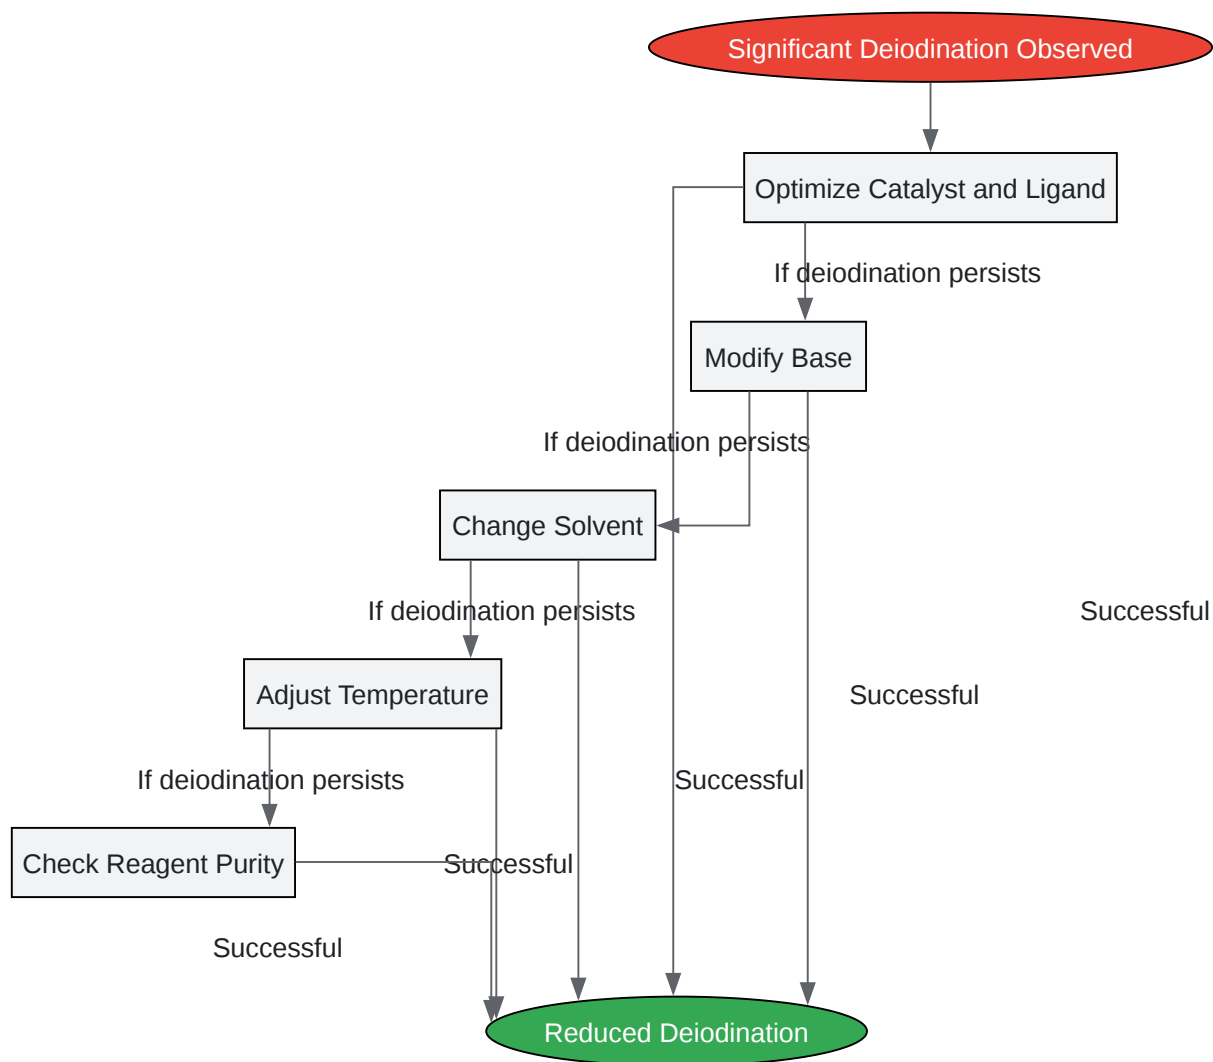 Significant Deiodination Observed
Optimize Catalyst and Ligand
If deiodination persists
Modify Base
If deiodination persists
Change Solvent
If deiodination persists
Successful
Adjust Temperature
Successful
If deiodination persists
Successful
Check Reagent Purity
Successful
Successful
Reduced Deiodination